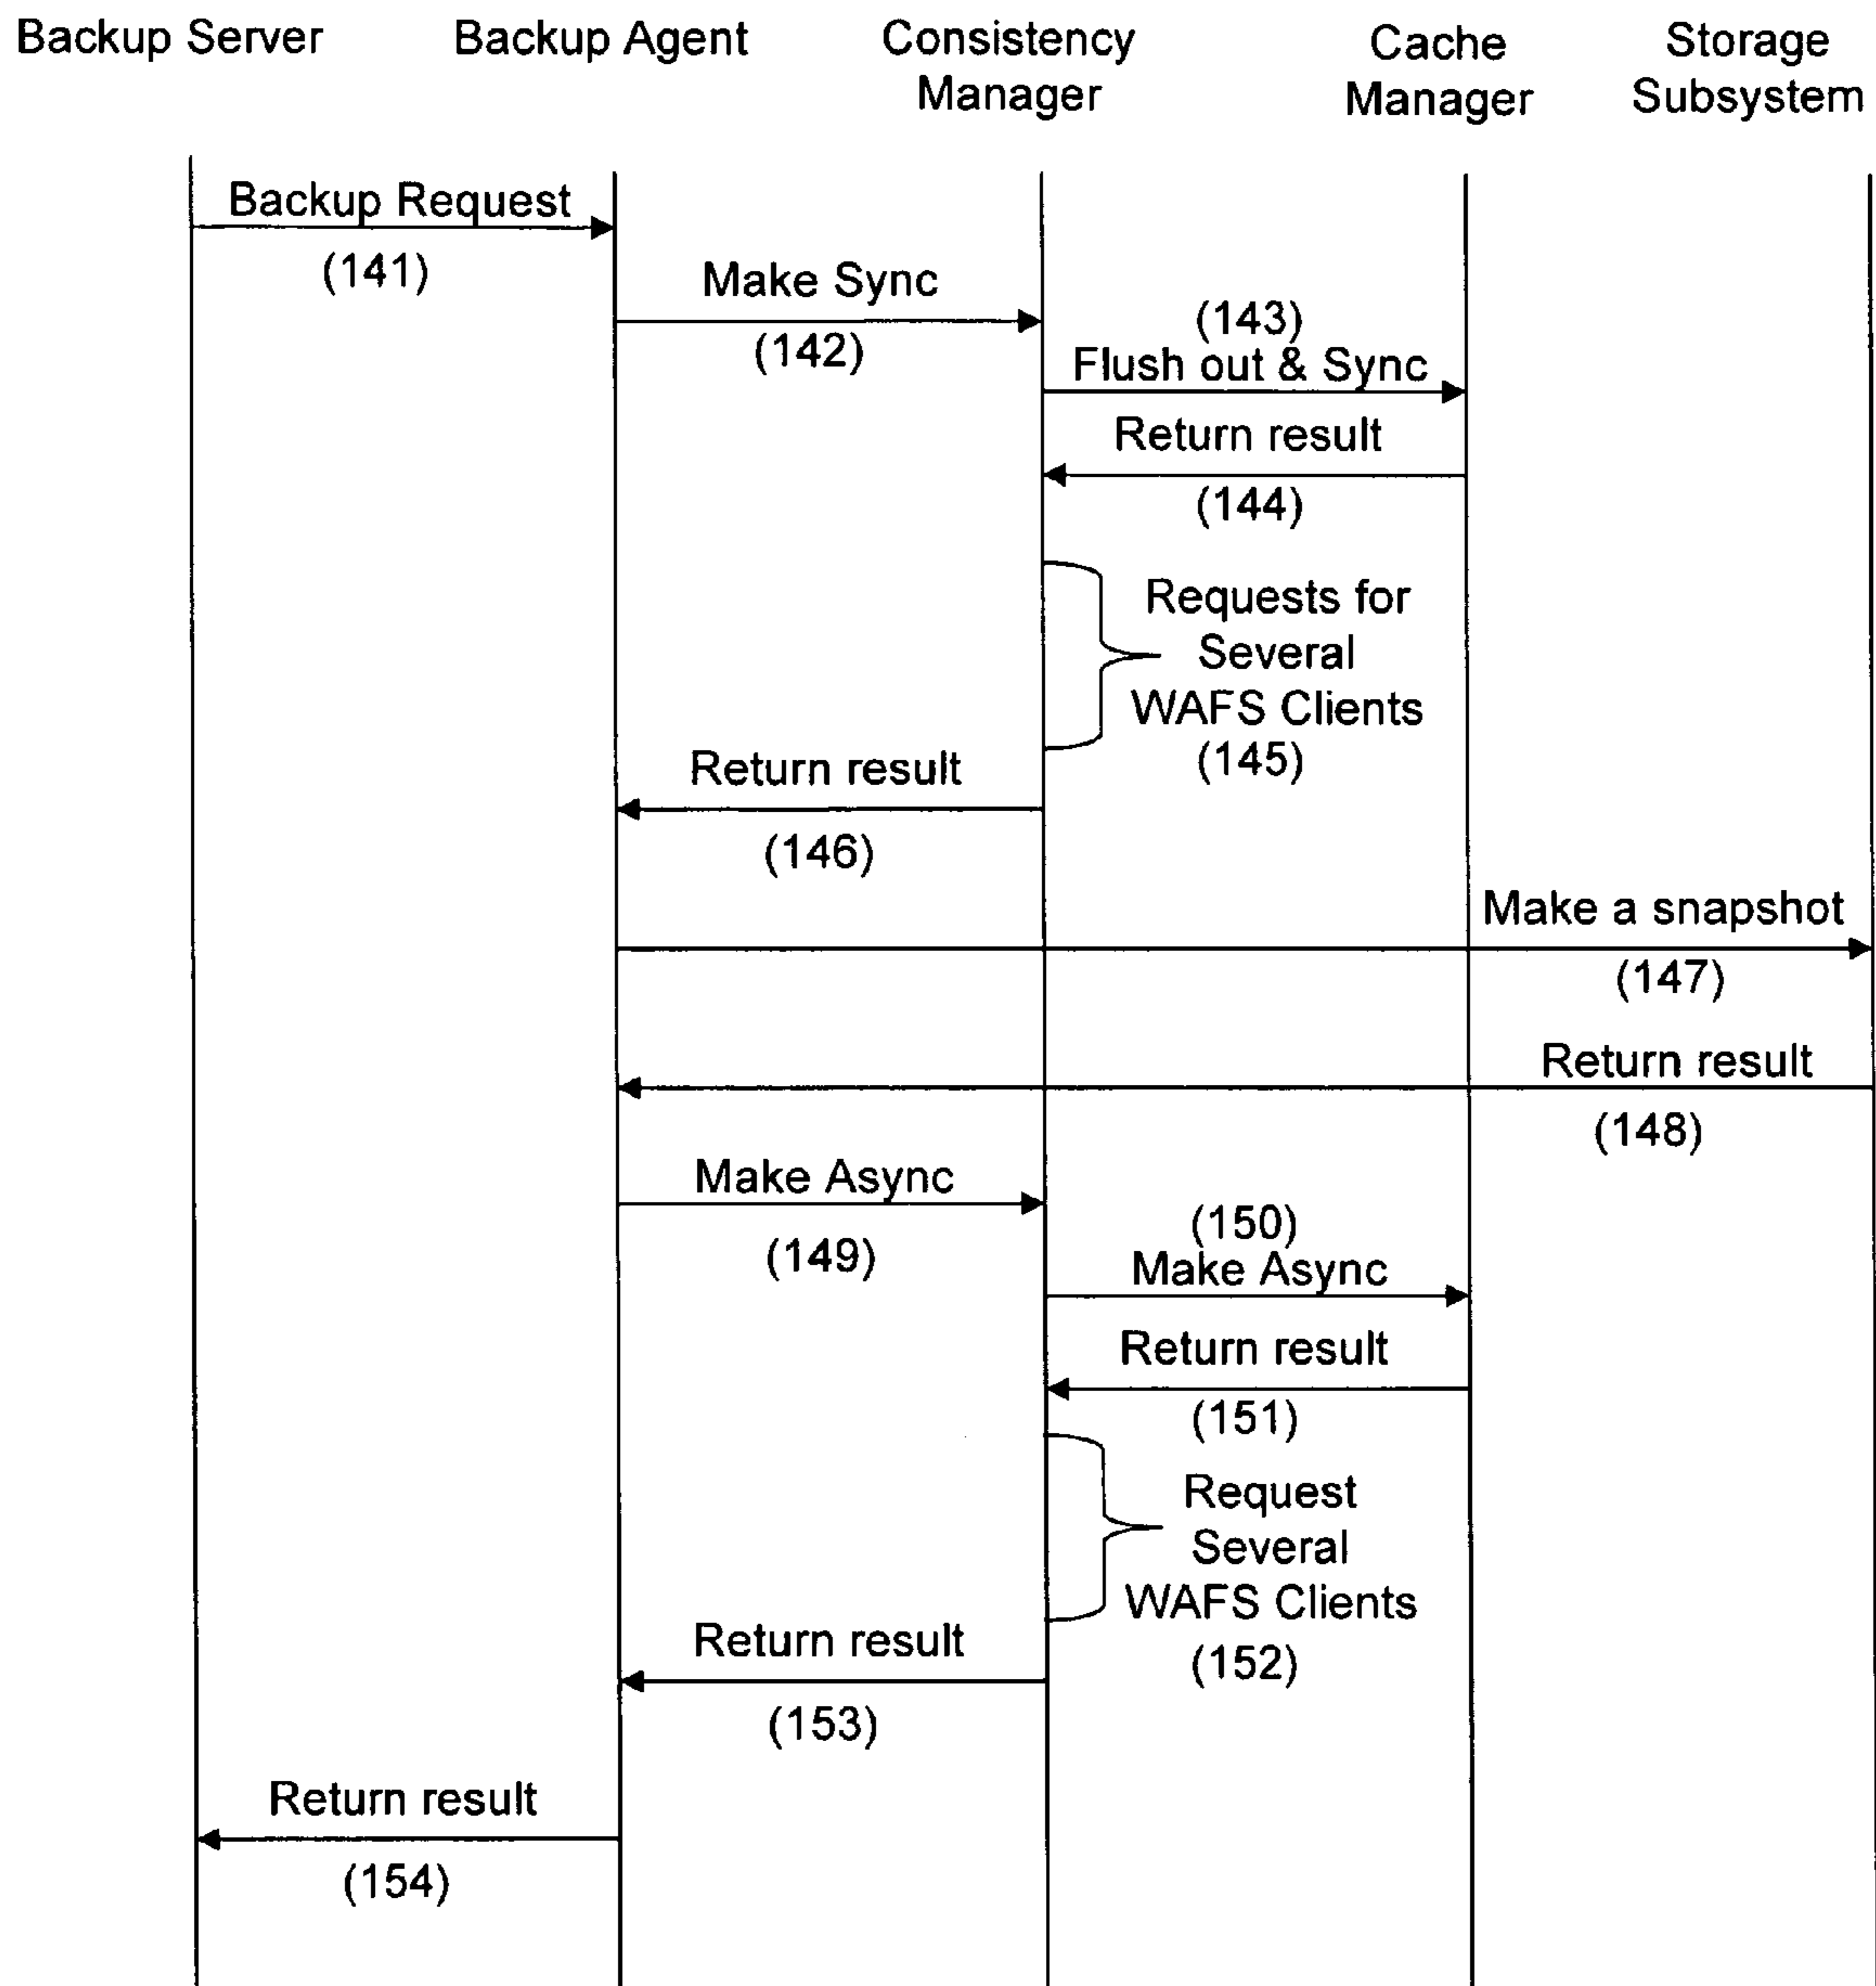 Backup Server
Backup Agent
Consistency
Manager
Cache
Manager
Storage
Subsystem
Backup Request
(141)
Make Sync
(142)
(143)
Flush out & Sync
Return result
(144)
Requests for
Several
WAFS Clients
(145)
Return result
(146)
Make a snapshot
(147)
Return result
(148)
Make Async
(149)
(150)
Make Async
Return result
(151)
Request
Several
WAFS Clients
(152)
Return result
(153)
Return result
(154)